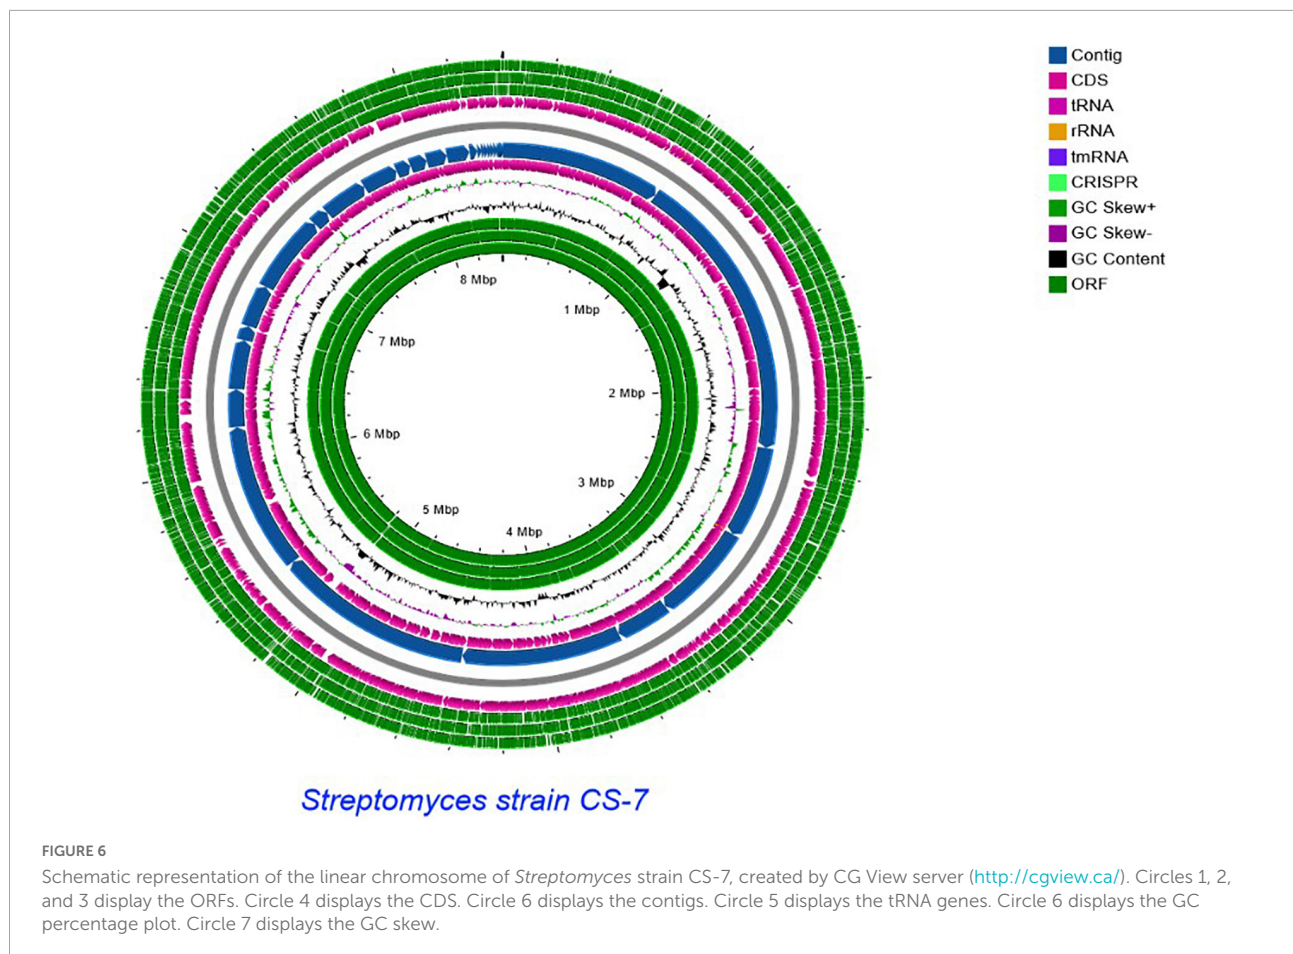 Contig
CDS
tRNA
rRNA
tmRNA
CRISPR
GC Skew+
GC Skew-
GC Content
ORF
8 Mbp
1 Mbp
7 Mbp
2 Mbp
6 Mbp
3 Mbp
5 Mbp
4 Mbp
Streptomyces strain CS-7
FIGURE 6
Schematic representation of the linear chromosome of Streptomyces strain CS-7, created by CG View server (http://cgview.ca/). Circles 1, 2,
and 3 display the ORFs. Circle 4 displays the CDS. Circle 6 displays the contigs. Circle 5 displays the tRNA genes. Circle 6 displays the GC
percentage plot. Circle 7 displays the GC skew.